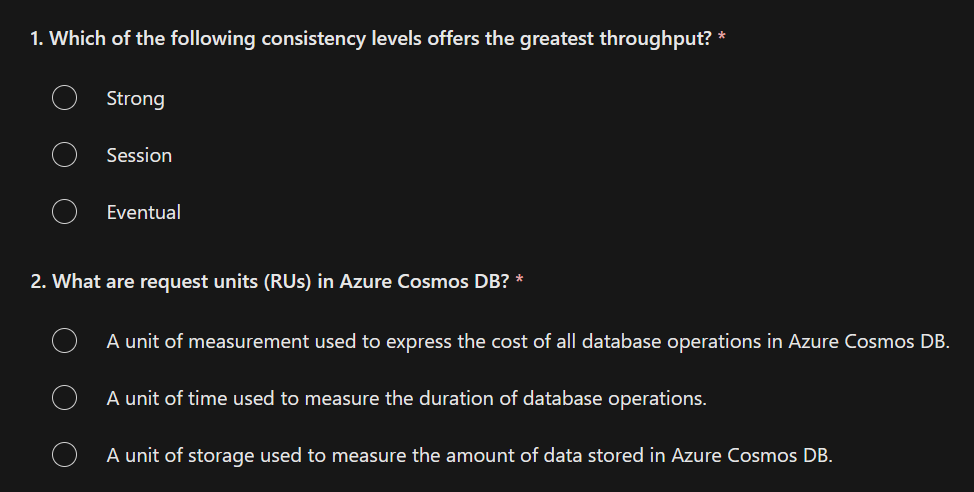 1. Which of the following consistency levels offers the greatest throughput? *
Strong
Session
Eventual
2. What are request units (RUs) in Azure Cosmos DB? *
A unit of measurement used to express the cost of all database operations in Azure Cosmos DB.
A unit of time used to measure the duration of database operations.
A unit of storage used to measure the amount of data stored in Azure Cosmos DB.